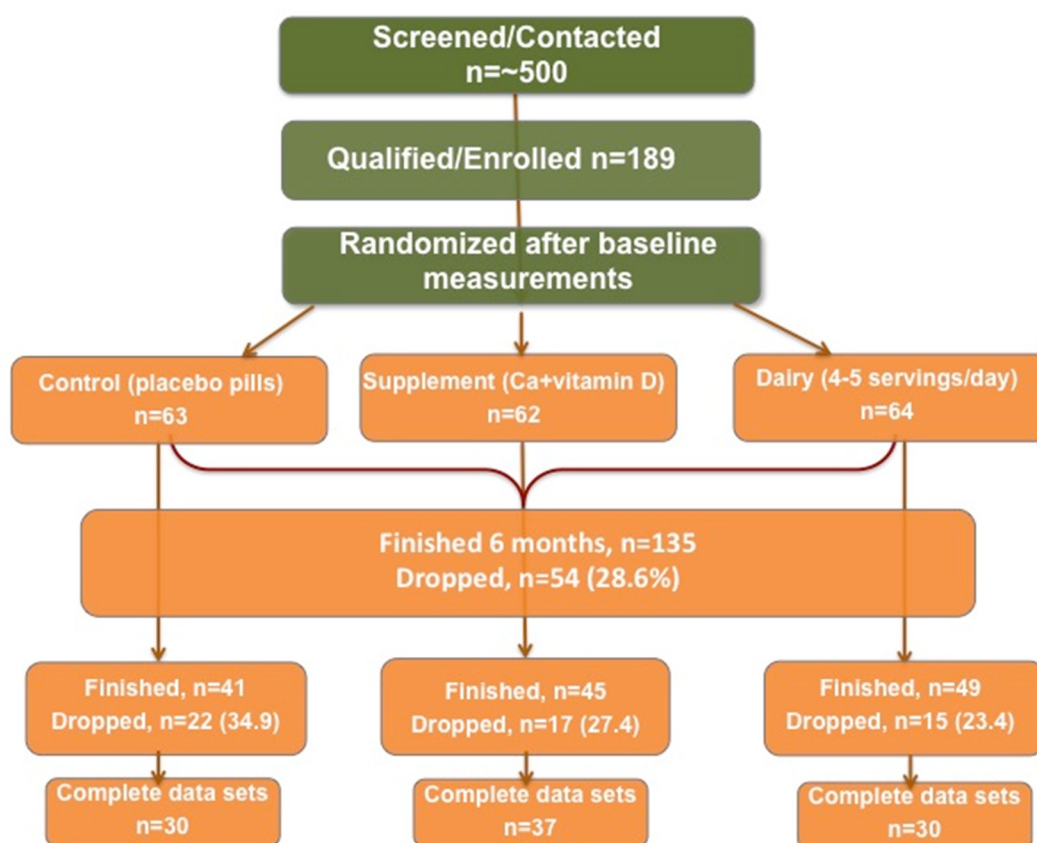 Screened/Contacted
n=~500
Qualified/Enrolled n=189
Randomized after baseline
measurements
Control (placebo pills)
n=63
Supplement (Ca+vitamin D)
n=62
Dairy (4-5 servings/day)
n=64
Finished 6 months, n=135
Dropped, n=54 (28.6%)
Finished, n=41
Dropped, n=22 (34.9)
Finished, n=45
Dropped, n=17 (27.4)
Finished, n=49
Dropped, n=15 (23.4)
Complete data sets
n=30
Complete data sets
n=37
Complete data sets
n=30